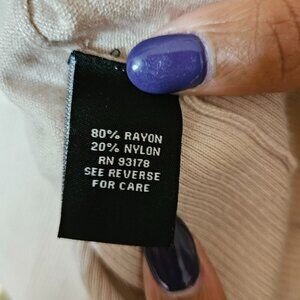 80% RAYON
20% NYLON
RN 93178
SEE REVERSE
FOR CARE